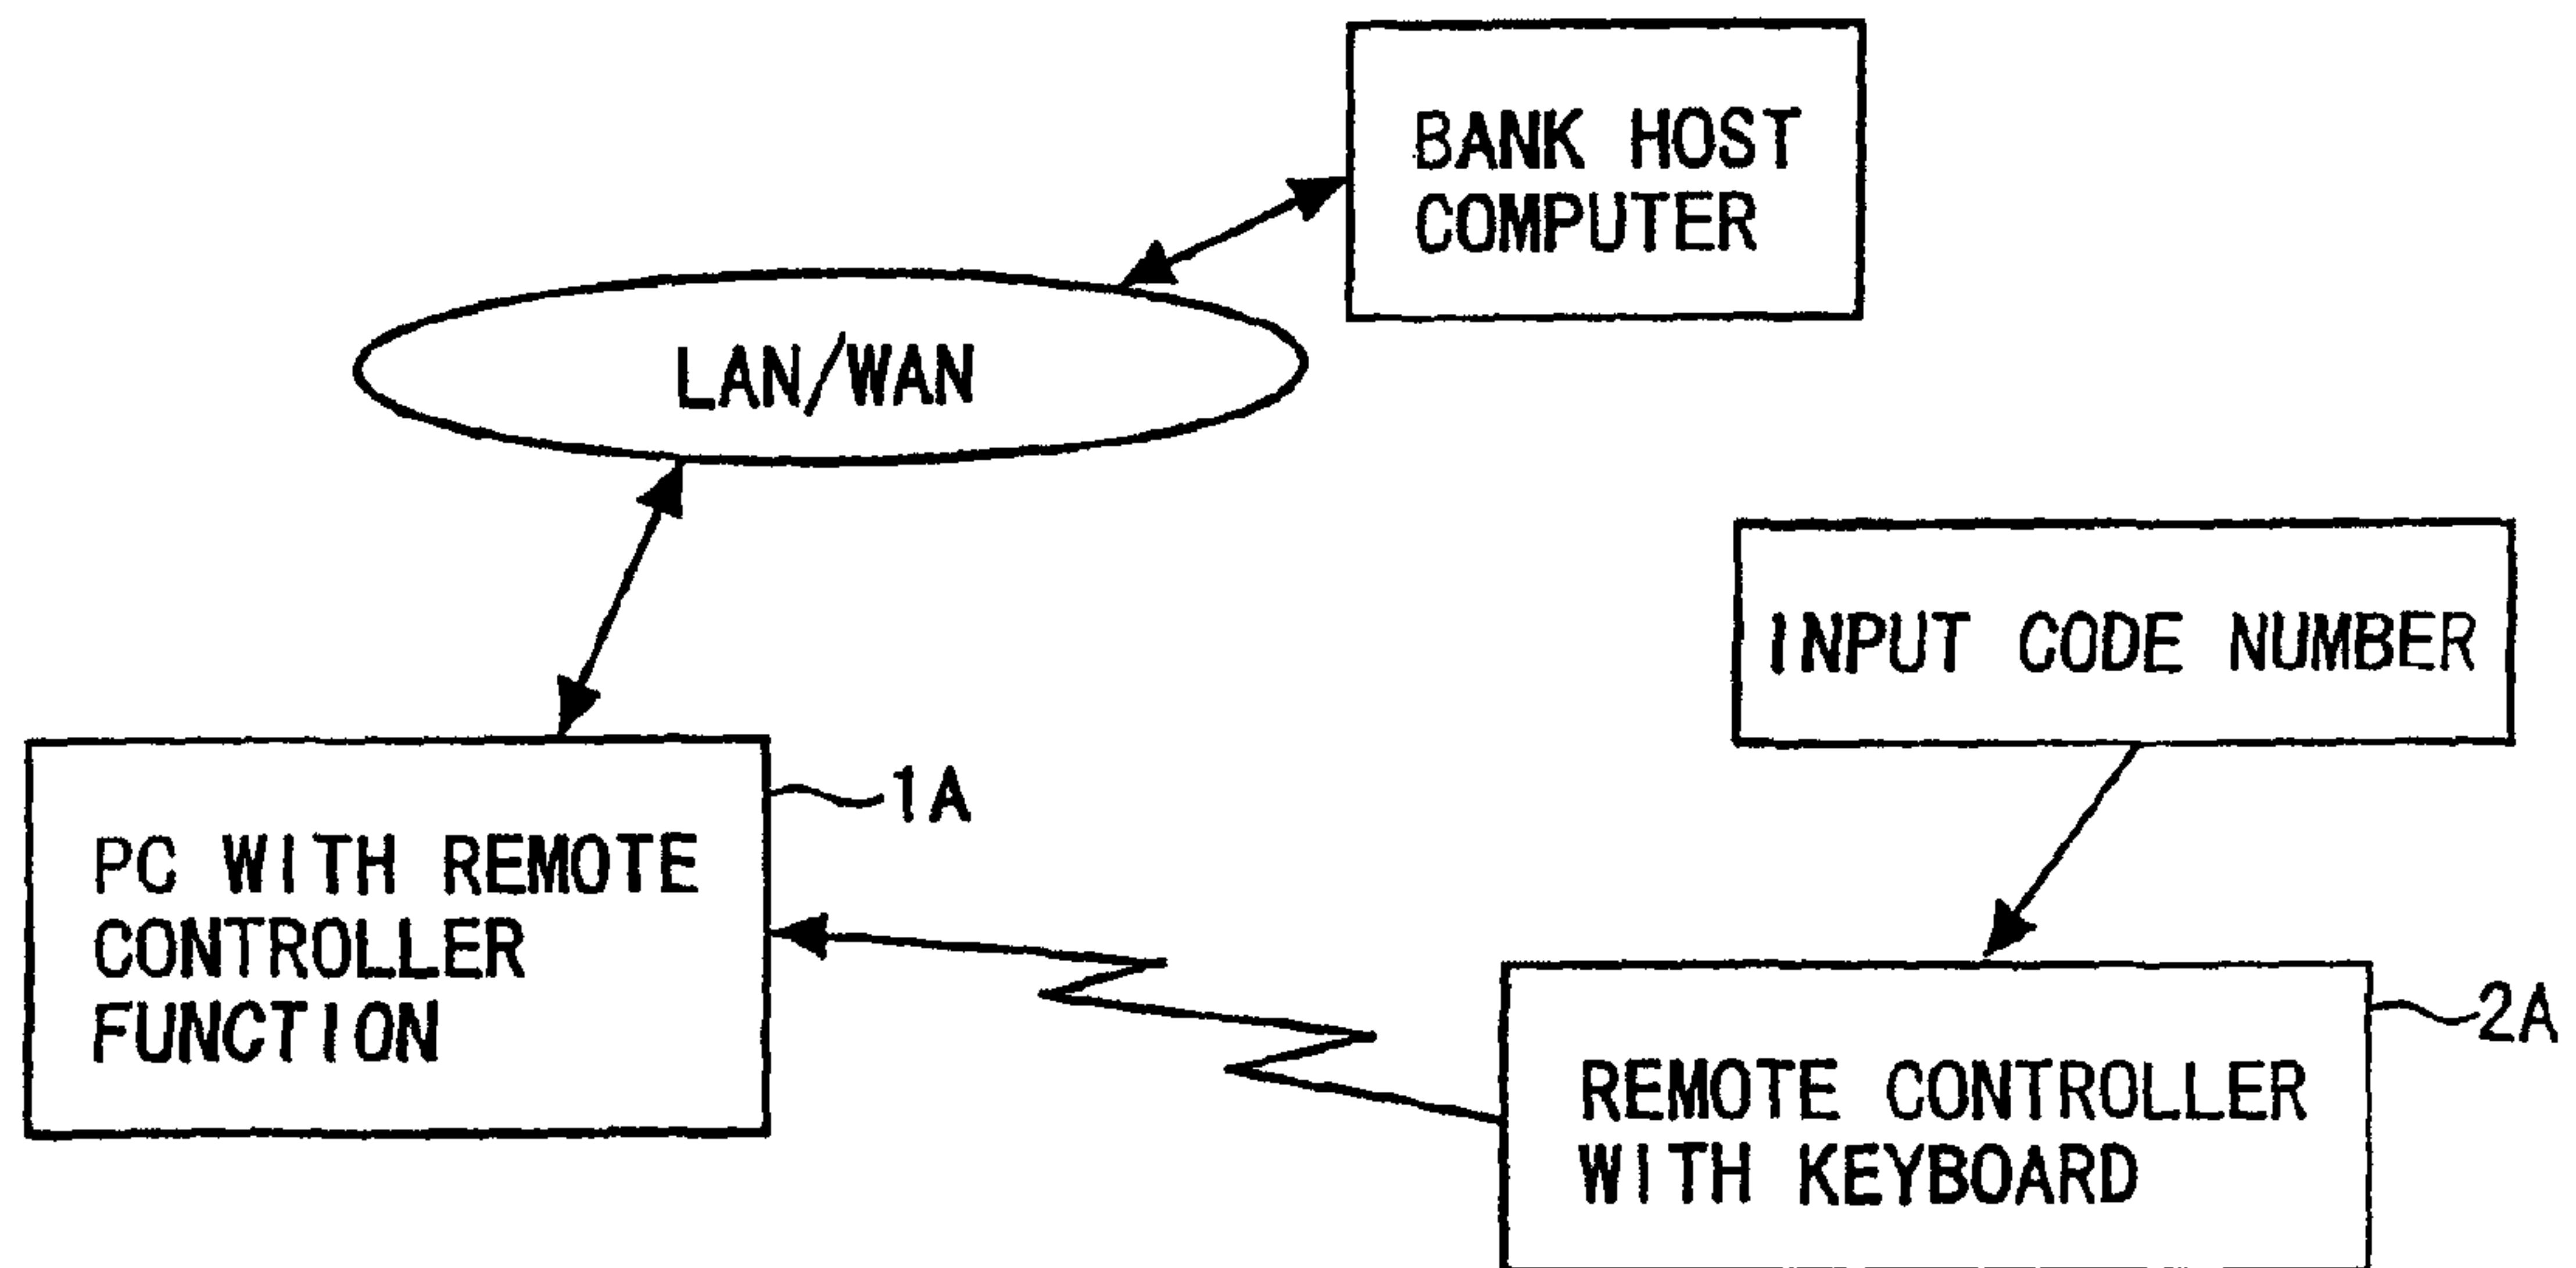 BANK HOST
COMPUTER
LAN/WAN
INPUT CODE NUMBER
1A
PC WITH REMOTE
CONTROLLER
FUNCTION
2A
REMOTE CONTROLLER
WITH KEYBOARD